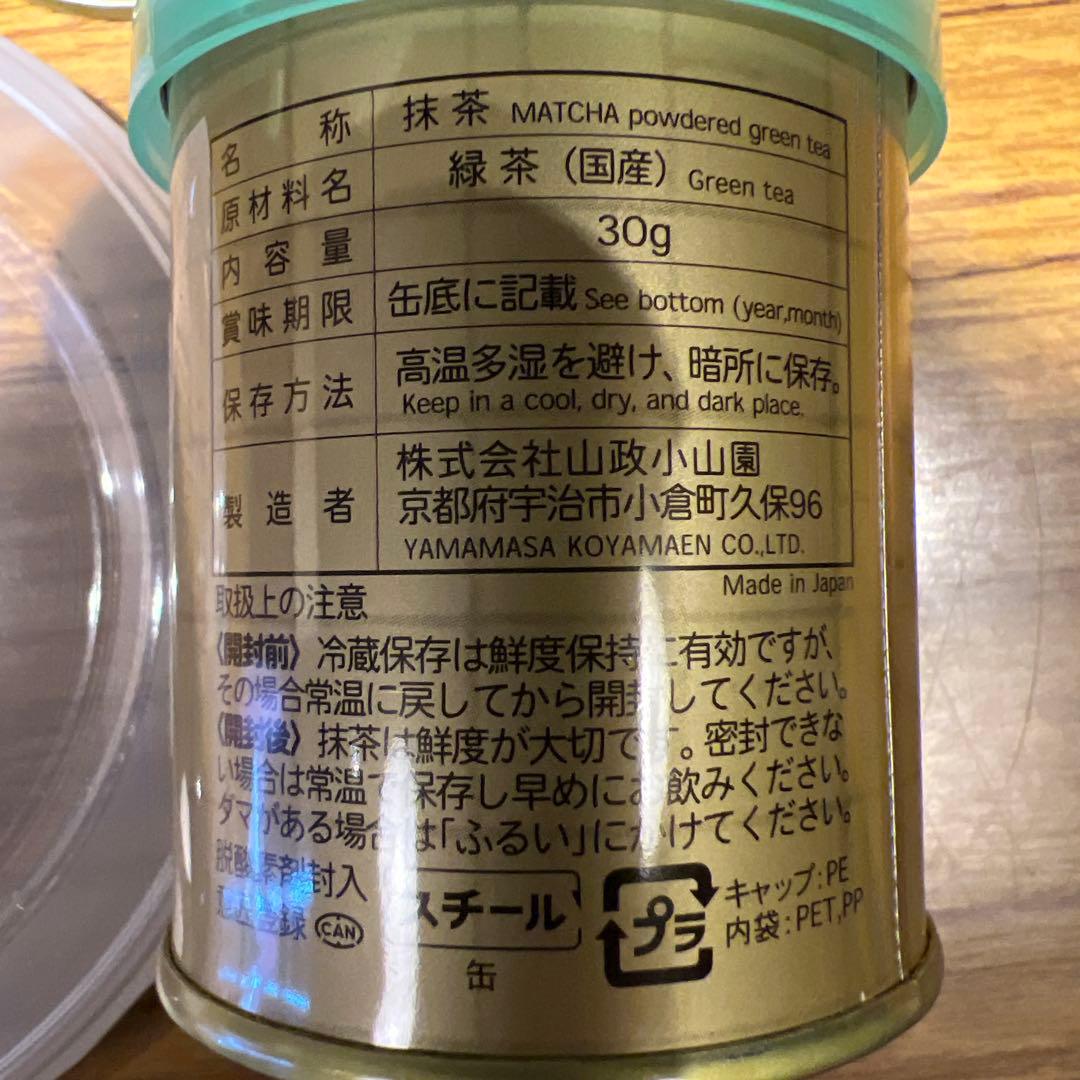 名称 抹茶 MATCHA powdered green tea
原材料名 緑茶（国産） Green tea
内容量 30g
賞味期限 缶底に記載 See bottom (year,month)
保存方法 高温多湿を避け、暗所に保存。
Keep in a cool, dry, and dark place.
製造者 株式会社山政小山園
京都府宇治市小倉町久保96
YAMAMASA KOYAMAEN CO.,LTD.
Made in Japan
取扱上の注意
〈開封前〉冷蔵保存は鮮度保持に有効ですが、
その場合常温に戻してから開封してください。
〈開封後〉抹茶は鮮度が大切です。密封できな
い場合は常温で保存し早めにお飲みください。
ダマがある場合は「ふるい」にかけてください。
脱酸素剤封入
意匠登録 CAN
スチール
缶
プラ
キャップ:PE
内袋:PET,PP